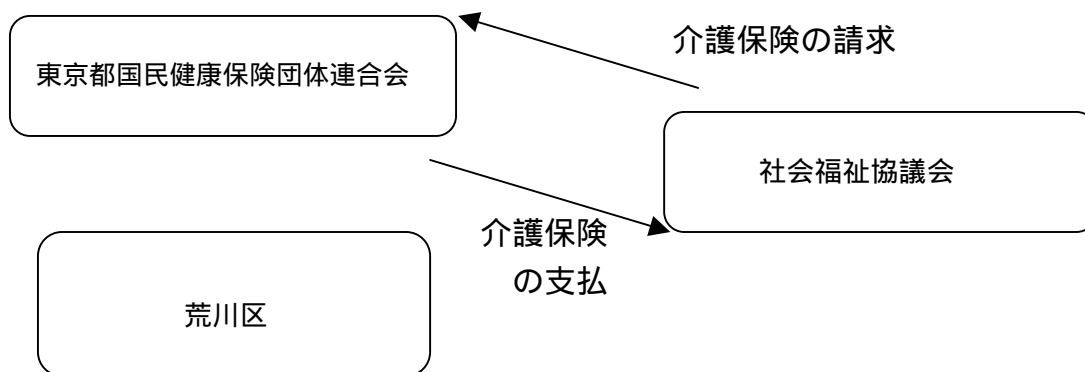 介護保険の請求
東京都国民健康保険団体連合会
社会福祉協議会
介護保険
の支払
荒川区